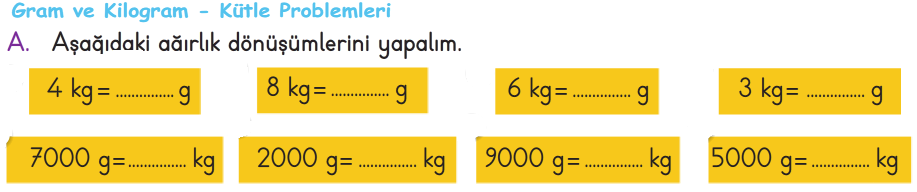 Gram ve Kilogram - Kütle Problemleri
A. Aşağıdaki ağırlık dönüşümlerini yapalım.
4 kg= ............... g 8 kg= ............... g 6 kg= ............... g 3 kg= ............... g
7000 g= ............... kg 2000 g= ............... kg 9000 g= ............... kg 5000 g= ............... kg